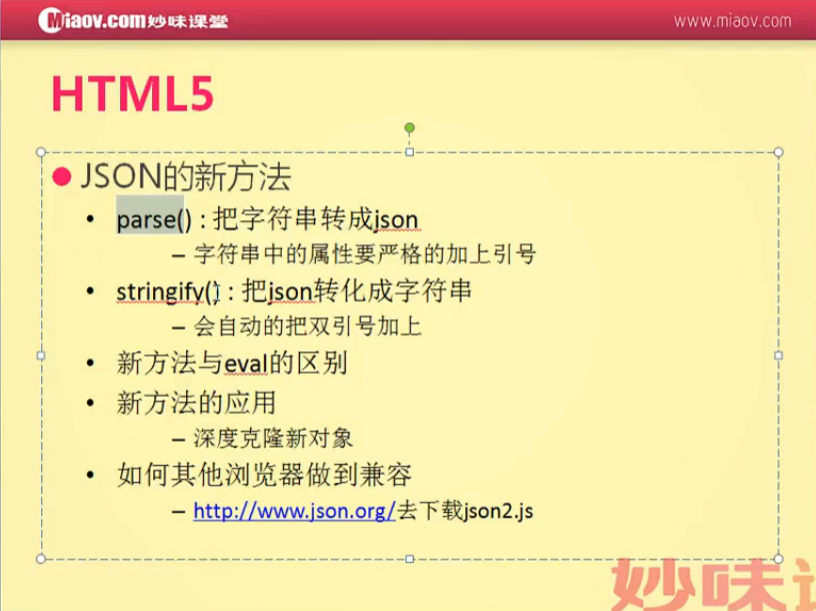 Miaov.com妙味课堂
www.miaov.com
HTML5
JSON的新方法
• parse() : 把字符串转成json
– 字符串中的属性要严格的加上引号
• stringify() : 把json转化成字符串
– 会自动的把双引号加上
• 新方法与eval的区别
• 新方法的应用
– 深度克隆新对象
• 如何其他浏览器做到兼容
– http://www.json.org/去下载json2.js
妙味